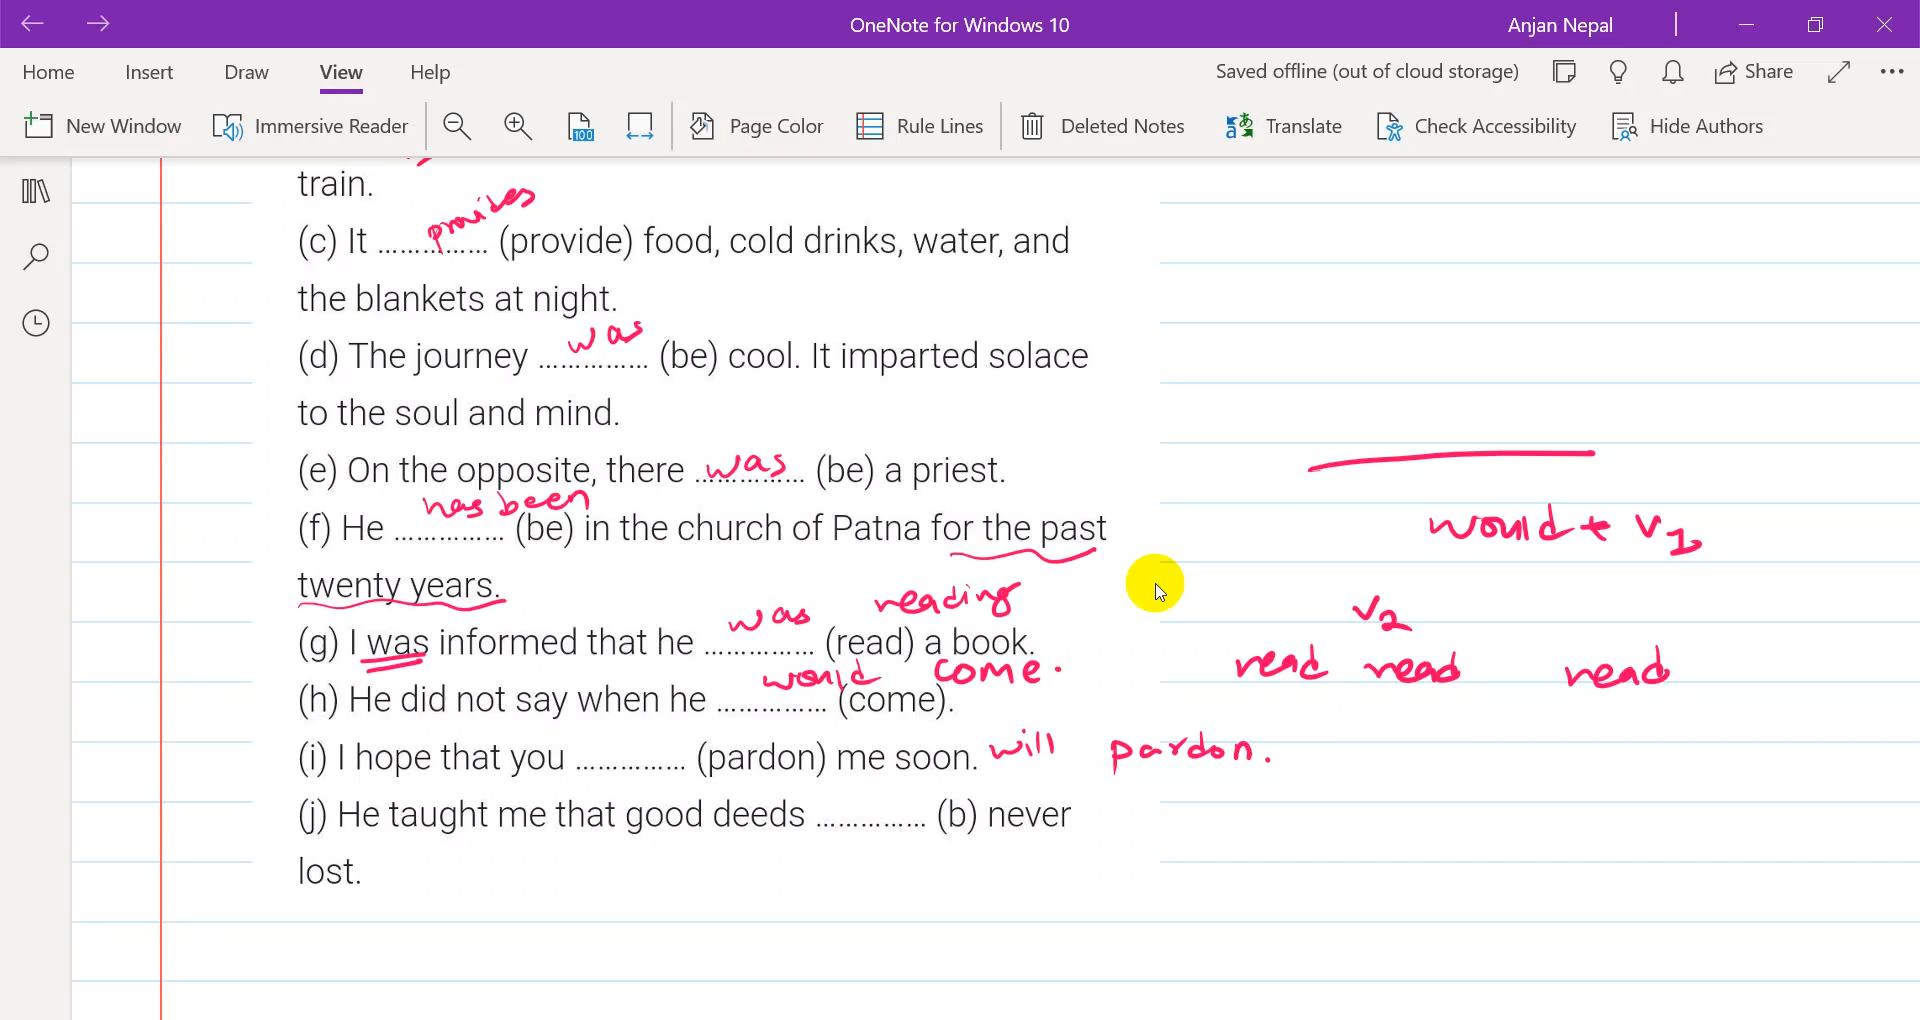 OneNote for Windows 10
Anjan Nepal
Home Insert Draw View Help
Saved offline (out of cloud storage) Share
New Window Immersive Reader 100 Page Color Rule Lines Deleted Notes Translate Check Accessibility Hide Authors
train.
provides
(c) It ............... (provide) food, cold drinks, water, and
the blankets at night.
was
(d) The journey ............... (be) cool. It imparted solace
to the soul and mind.
(e) On the opposite, there ............... (be) a priest.
was
has been
(f) He ............... (be) in the church of Patna for the past
would + v1
twenty years.
was reading
v2
(g) I was informed that he ............... (read) a book.
read read read
would come.
(h) He did not say when he ............... (come).
(i) I hope that you ............... (pardon) me soon. will pardon.
(j) He taught me that good deeds ............... (b) never
lost.